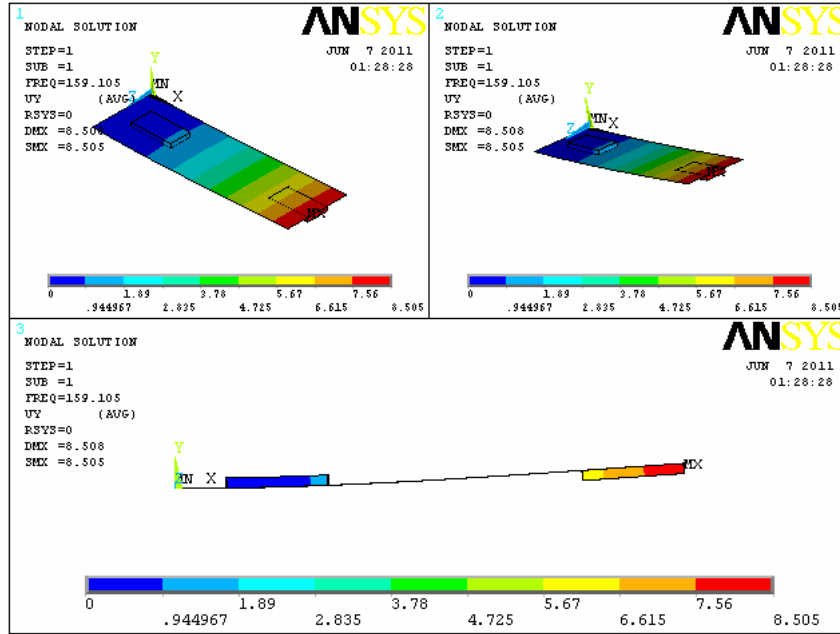 1
NODAL SOLUTION
STEP=1
SUB =1
FREQ=159.105
UY (AVG)
RSYS=0
DMX =8.508
SMX =8.505
ANSYS
JUN 7 2011
01:28:28
Y
MN
Z X
MX
0 1.89 3.78 5.67 7.56
.944967 2.835 4.725 6.615 8.505
2
NODAL SOLUTION
STEP=1
SUB =1
FREQ=159.105
UY (AVG)
RSYS=0
DMX =8.508
SMX =8.505
ANSYS
JUN 7 2011
01:28:28
Y
MN
Z X
MX
0 1.89 3.78 5.67 7.56
.944967 2.835 4.725 6.615 8.505
3
NODAL SOLUTION
STEP=1
SUB =1
FREQ=159.105
UY (AVG)
RSYS=0
DMX =8.508
SMX =8.505
ANSYS
JUN 7 2011
01:28:28
Y
Z MN X
MX
0 1.89 3.78 5.67 7.56
.944967 2.835 4.725 6.615 8.505